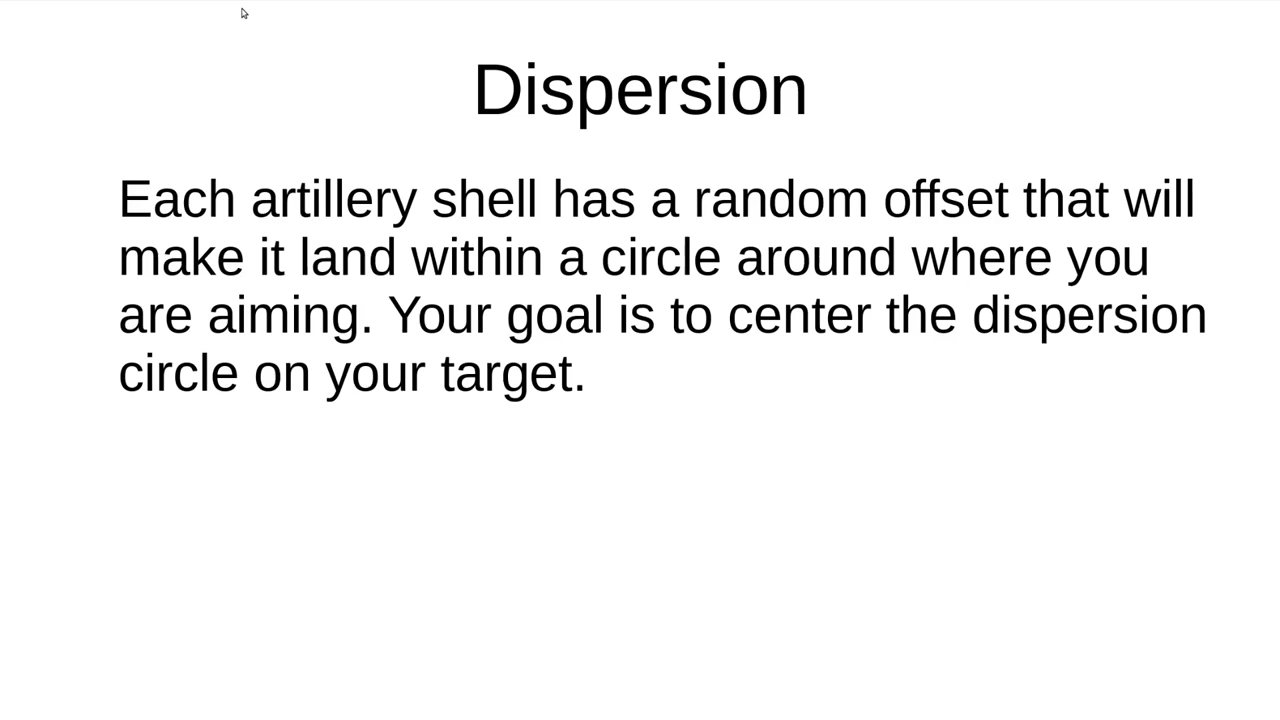 Dispersion
Each artillery shell has a random offset that will
make it land within a circle around where you
are aiming. Your goal is to center the dispersion
circle on your target.